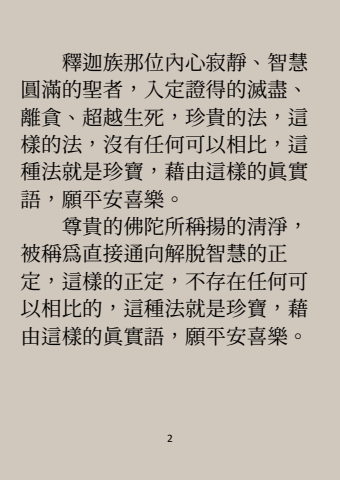 釋迦族那位內心寂靜、智慧
圓滿的聖者，入定證得的滅盡、
離貪、超越生死，珍貴的法，這
樣的法，沒有任何可以相比，這
種法就是珍寶，藉由這樣的眞實
語，願平安喜樂。
尊貴的佛陀所稱揚的淸淨，
被稱爲直接通向解脫智慧的正
定，這樣的正定，不存在任何可
以相比的，這種法就是珍寶，藉
由這樣的眞實語，願平安喜樂。
2